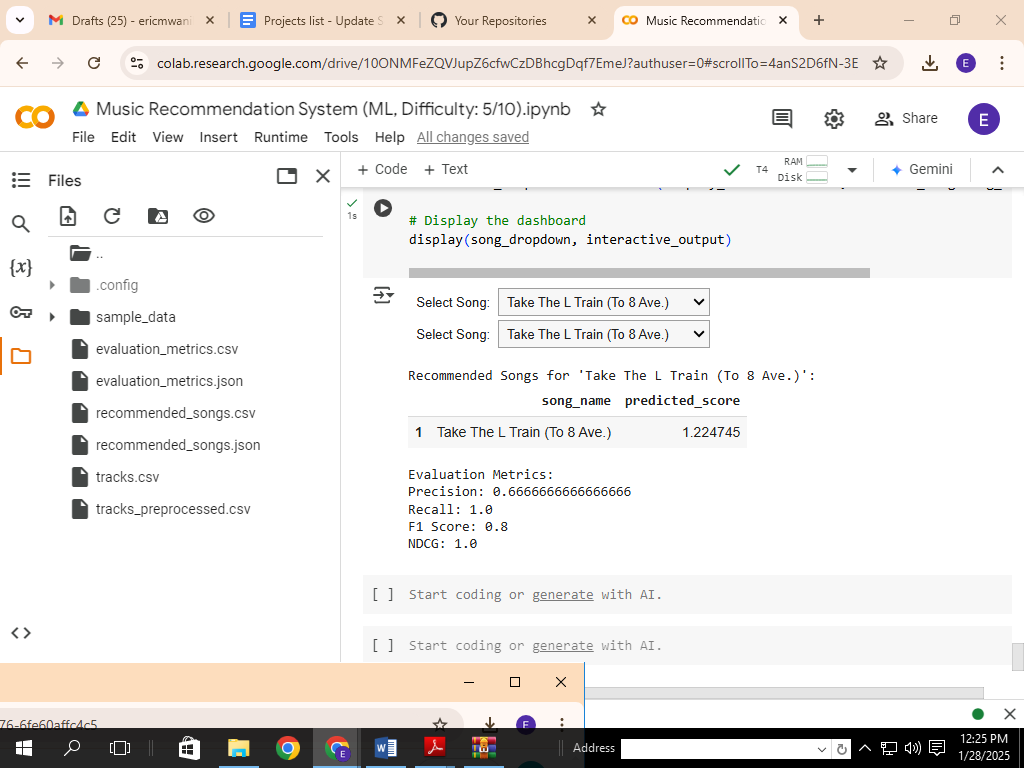 Drafts (25) - ericmwani
Projects list - Update S
Your Repositories
Music Recommendatio
colab.research.google.com/drive/10ONMFeZQVJupZ6cfwCzDBhcgDqf7EmeJ?authuser=0#scrollTo=4anS2D6fN-3E
E
CO
Music Recommendation System (ML, Difficulty: 5/10).ipynb
File Edit View Insert Runtime Tools Help All changes saved
Share
E
Files
+ Code + Text
T4
RAM
Disk
Gemini
..
.config
sample_data
evaluation_metrics.csv
evaluation_metrics.json
recommended_songs.csv
recommended_songs.json
tracks.csv
tracks_preprocessed.csv
{x}
1s
# Display the dashboard
display(song_dropdown, interactive_output)
Select Song: Take The L Train (To 8 Ave.)
Select Song: Take The L Train (To 8 Ave.)
Recommended Songs for 'Take The L Train (To 8 Ave.)':
song_name predicted_score
1 Take The L Train (To 8 Ave.) 1.224745
Evaluation Metrics:
Precision: 0.6666666666666666
Recall: 1.0
F1 Score: 0.8
NDCG: 1.0
[ ] Start coding or generate with AI.
[ ] Start coding or generate with AI.
76-6fe60affc4c5
E
Address
12:25 PM
1/28/2025